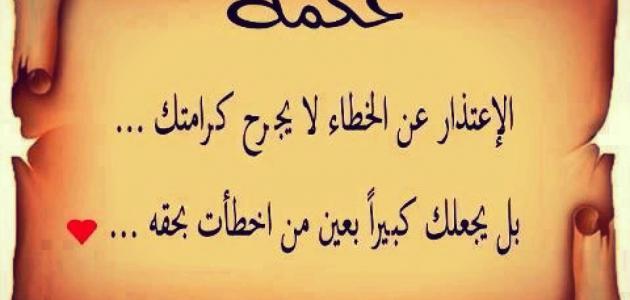 حكمة
الإعتذار عن الخطاء لا يجرح كرامتك ...
بل يجعلك كبيراً بعين من اخطأت بحقه ...